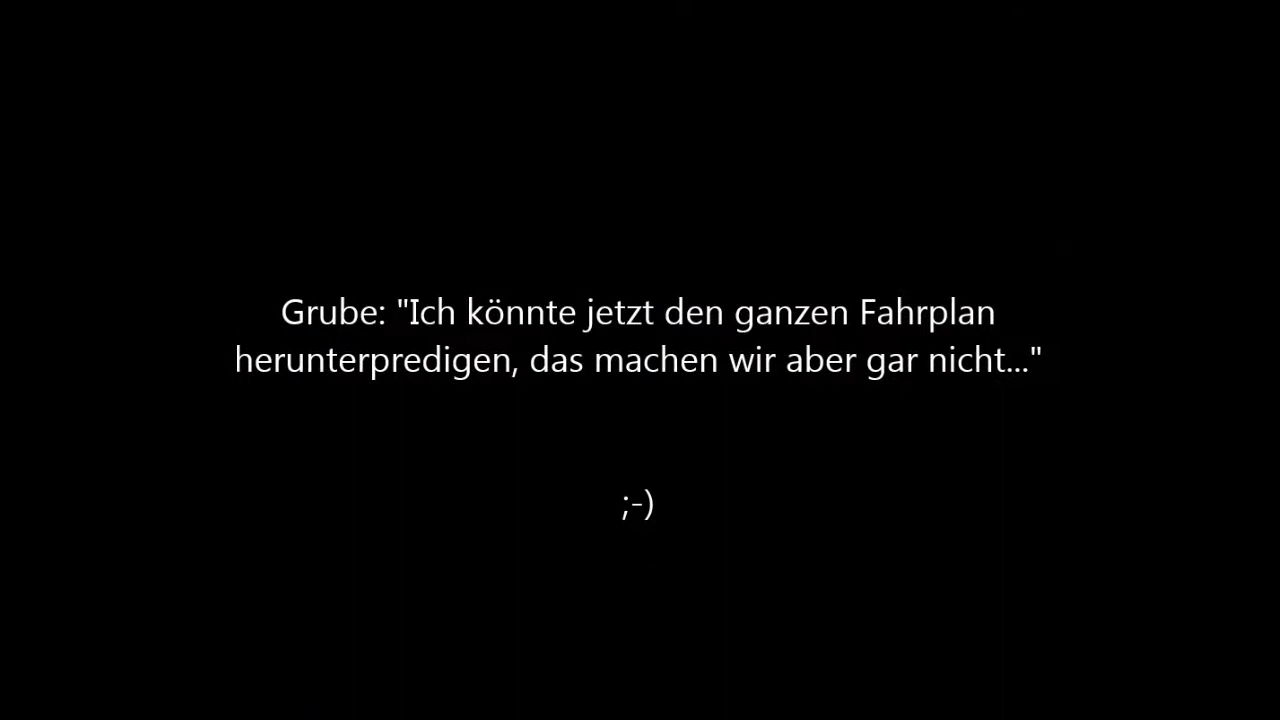 Grube: "Ich könnte jetzt den ganzen Fahrplan
herunterpredigen, das machen wir aber gar nicht..."
;-)